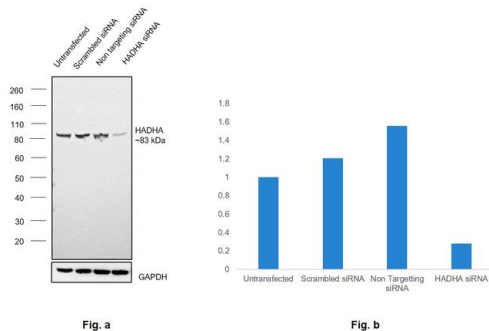 Untransfected
Scrambled siRNA
Non targeting siRNA
HADHA siRNA
260
160
110
80
60
50
40
30
20
HADHA
~83 kDa
GAPDH
Fig. a
1.8
1.6
1.4
1.2
1
0.8
0.6
0.4
0.2
0
Untransfected
Scrambled siRNA
Non Targetting
siRNA
HADHA siRNA
Fig. b